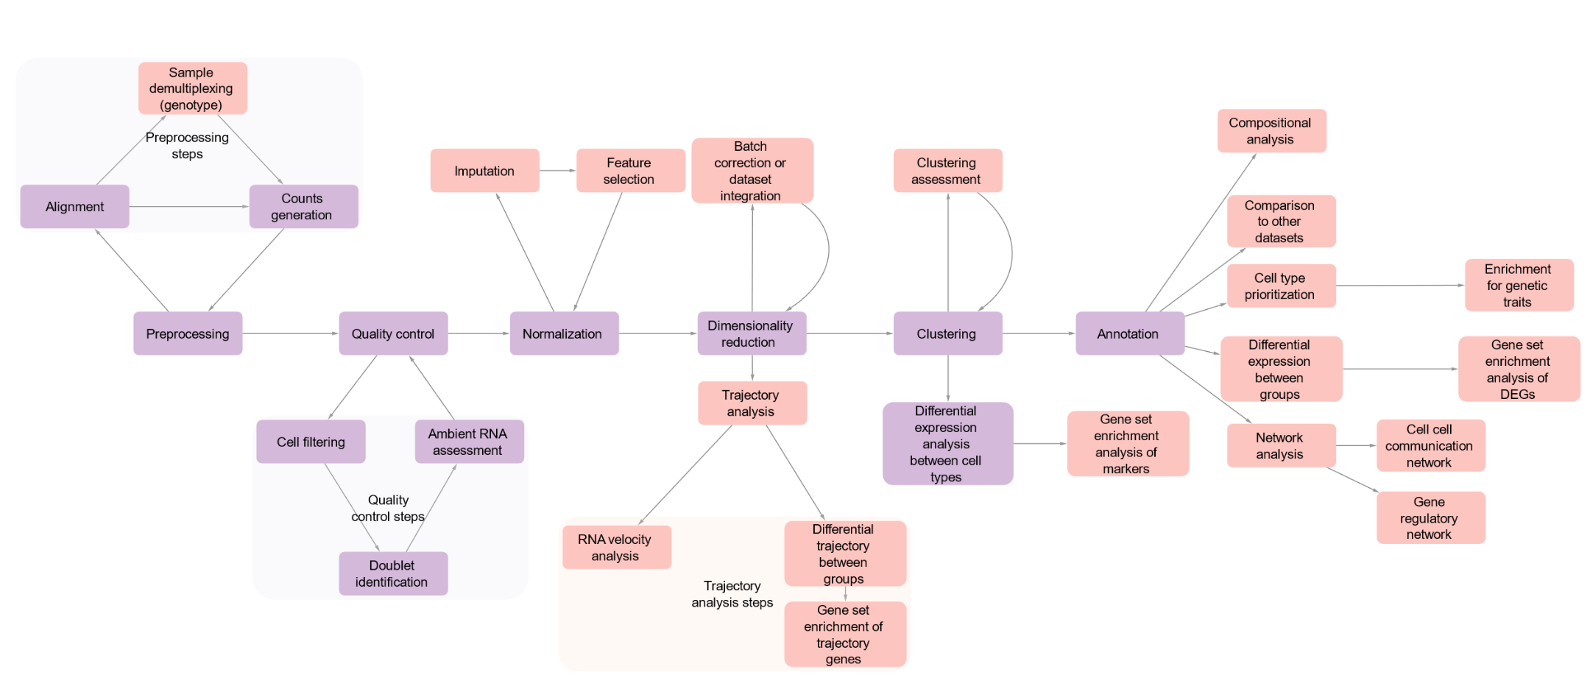 Sample
demultiplexing
(genotype)
Preprocessing
steps
Alignment
Counts
generation
Imputation
Feature
selection
Batch
correction or
dataset
integration
Clustering
assessment
Compositional
analysis
Comparison
to other
datasets
Cell type
prioritization
Enrichment
for genetic
traits
Preprocessing
Quality control
Normalization
Dimensionality
reduction
Clustering
Annotation
Differential
expression
between
groups
Gene set
enrichment
analysis of
DEGs
Trajectory
analysis
Differential
expression
analysis
between cell
types
Gene set
enrichment
analysis of
markers
Network
analysis
Cell cell
communication
network
Gene
regulatory
network
Cell filtering
Ambient RNA
assessment
Quality
control steps
Doublet
identification
RNA velocity
analysis
Differential
trajectory
between
groups
Trajectory
analysis steps
Gene set
enrichment of
trajectory
genes